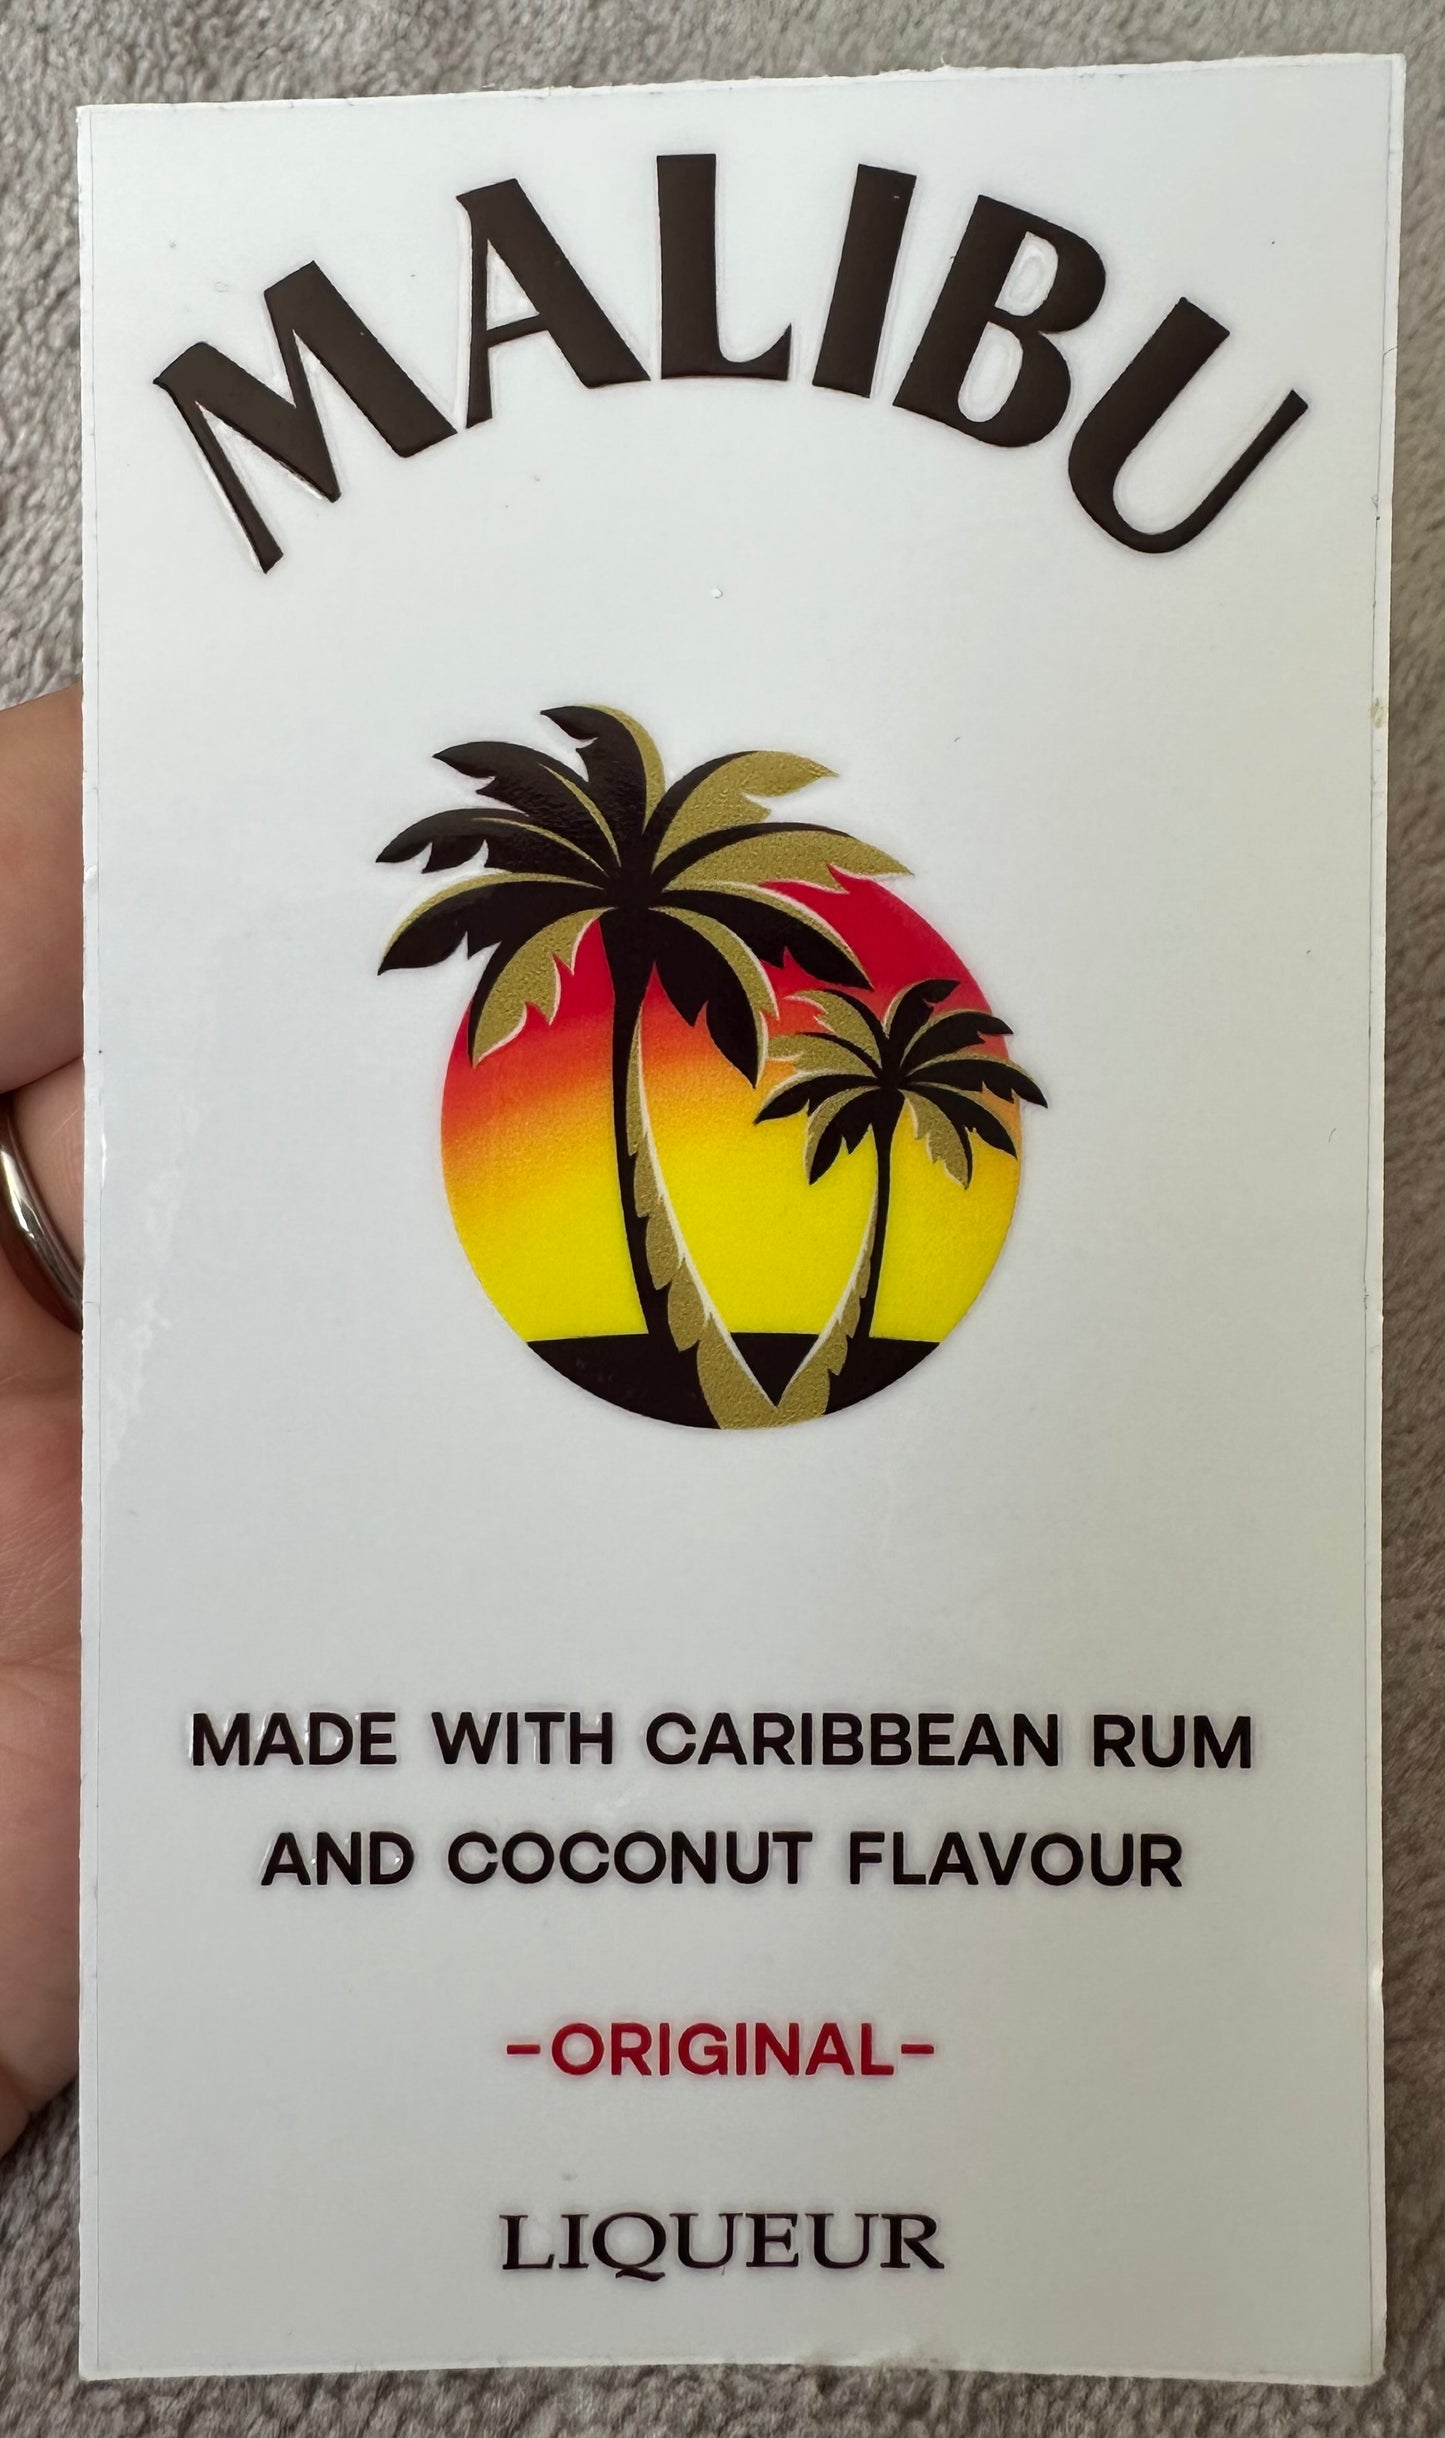 MALIBU
MADE WITH CARIBBEAN RUM
AND COCONUT FLAVOUR
-ORIGINAL-
LIQUEUR